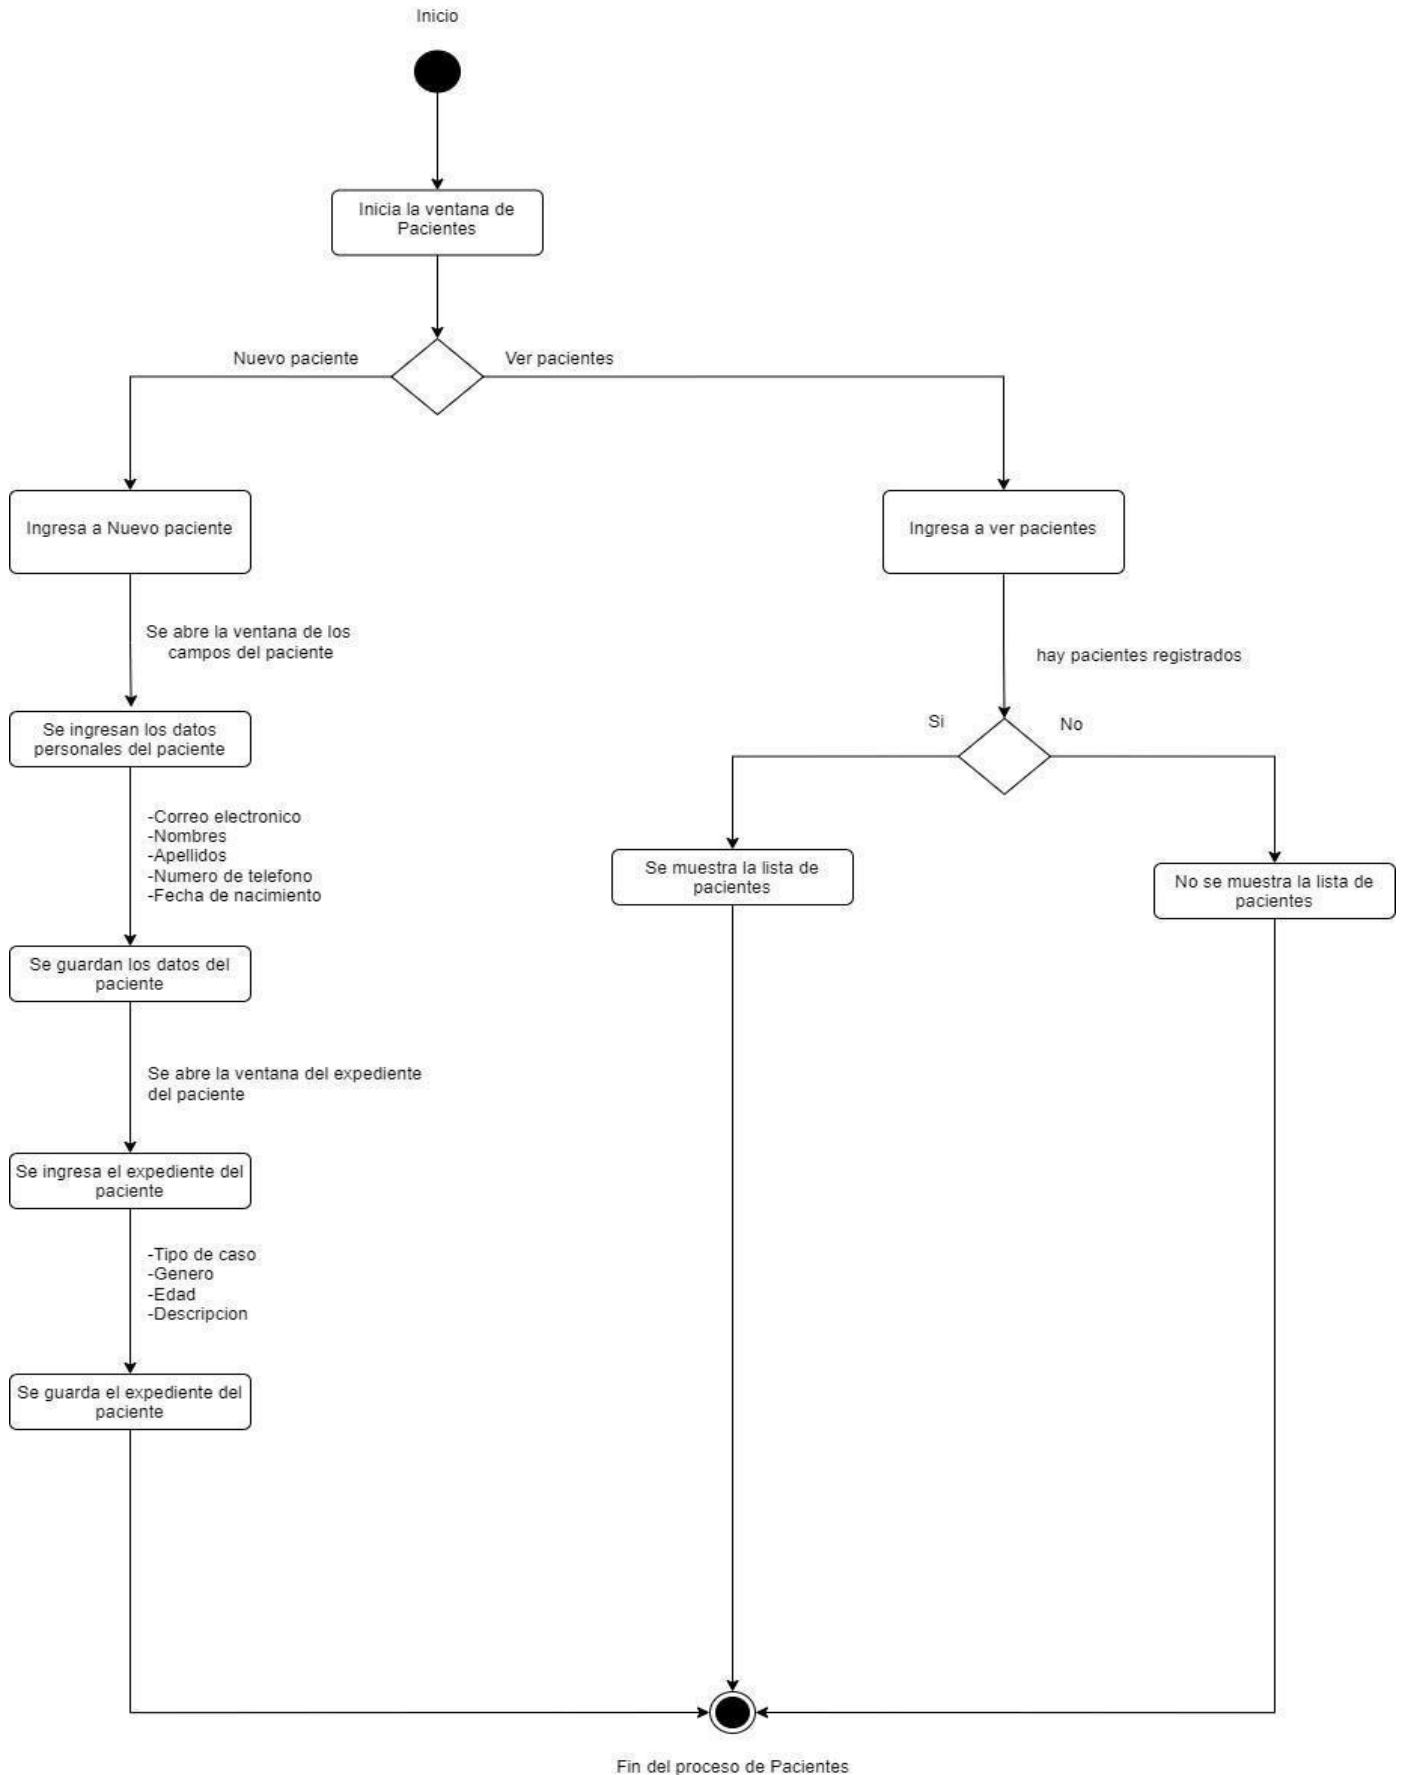 Inicio
Inicia la ventana de
Pacientes
Nuevo paciente
Ver pacientes
Ingresa a Nuevo paciente
Ingresa a ver pacientes
Se abre la ventana de los
campos del paciente
hay pacientes registrados
Se ingresan los datos
personales del paciente
Si
No
-Correo electronico
-Nombres
-Apellidos
-Numero de telefono
-Fecha de nacimiento
Se muestra la lista de
pacientes
No se muestra la lista de
pacientes
Se guardan los datos del
paciente
Se abre la ventana del expediente
del paciente
Se ingresa el expediente del
paciente
-Tipo de caso
-Genero
-Edad
-Descripcion
Se guarda el expediente del
paciente
Fin del proceso de Pacientes